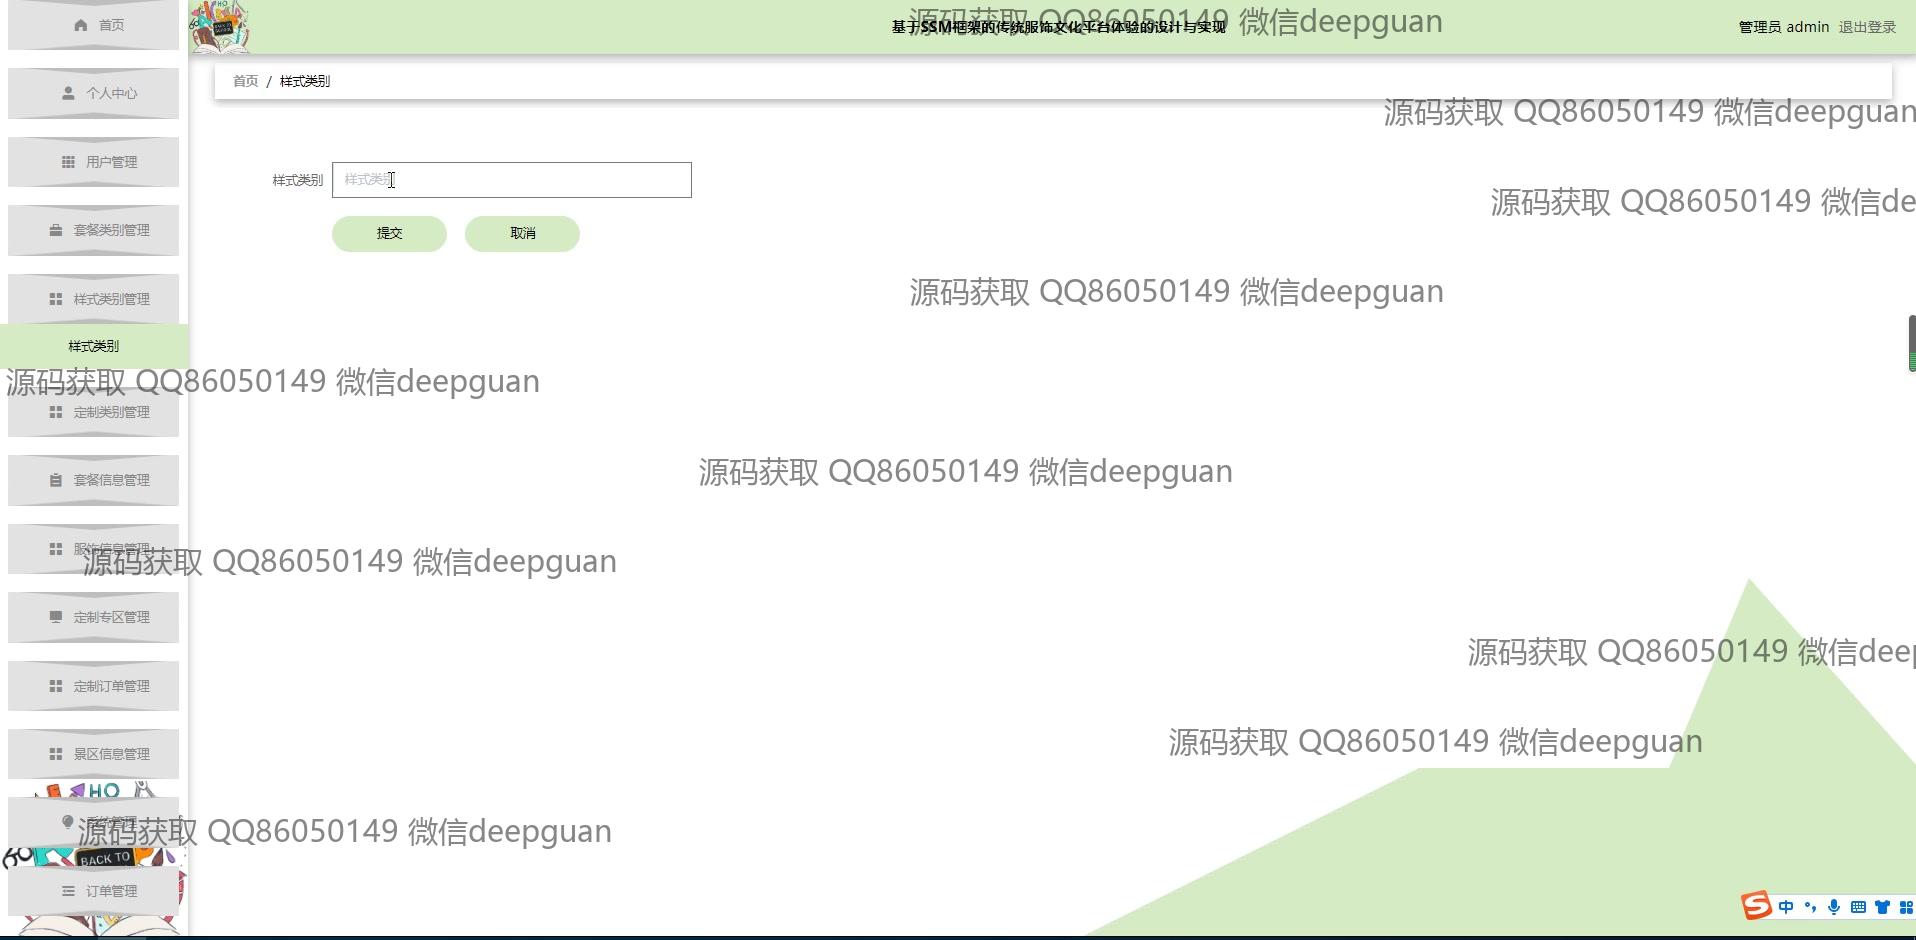 首页
基于SSM框架的传统服饰文化平台体验的设计与实现
源码获取 QQ86050149 微信deepguan
管理员 admin
退出登录
首页 / 样式类别
个人中心
源码获取 QQ86050149 微信deepguan
用户管理
样式类别
样式类别
源码获取 QQ86050149 微信de
套餐类别管理
提交
取消
样式类别管理
源码获取 QQ86050149 微信deepguan
样式类别
源码获取 QQ86050149 微信deepguan
定制类别管理
套餐信息管理
源码获取 QQ86050149 微信deepguan
服饰信息管理
源码获取 QQ86050149 微信deepguan
定制专区管理
源码获取 QQ86050149 微信deep
定制订单管理
景区信息管理
源码获取 QQ86050149 微信deepguan
HO
系统管理
源码获取 QQ86050149 微信deepguan
BACK TO
订单管理
中